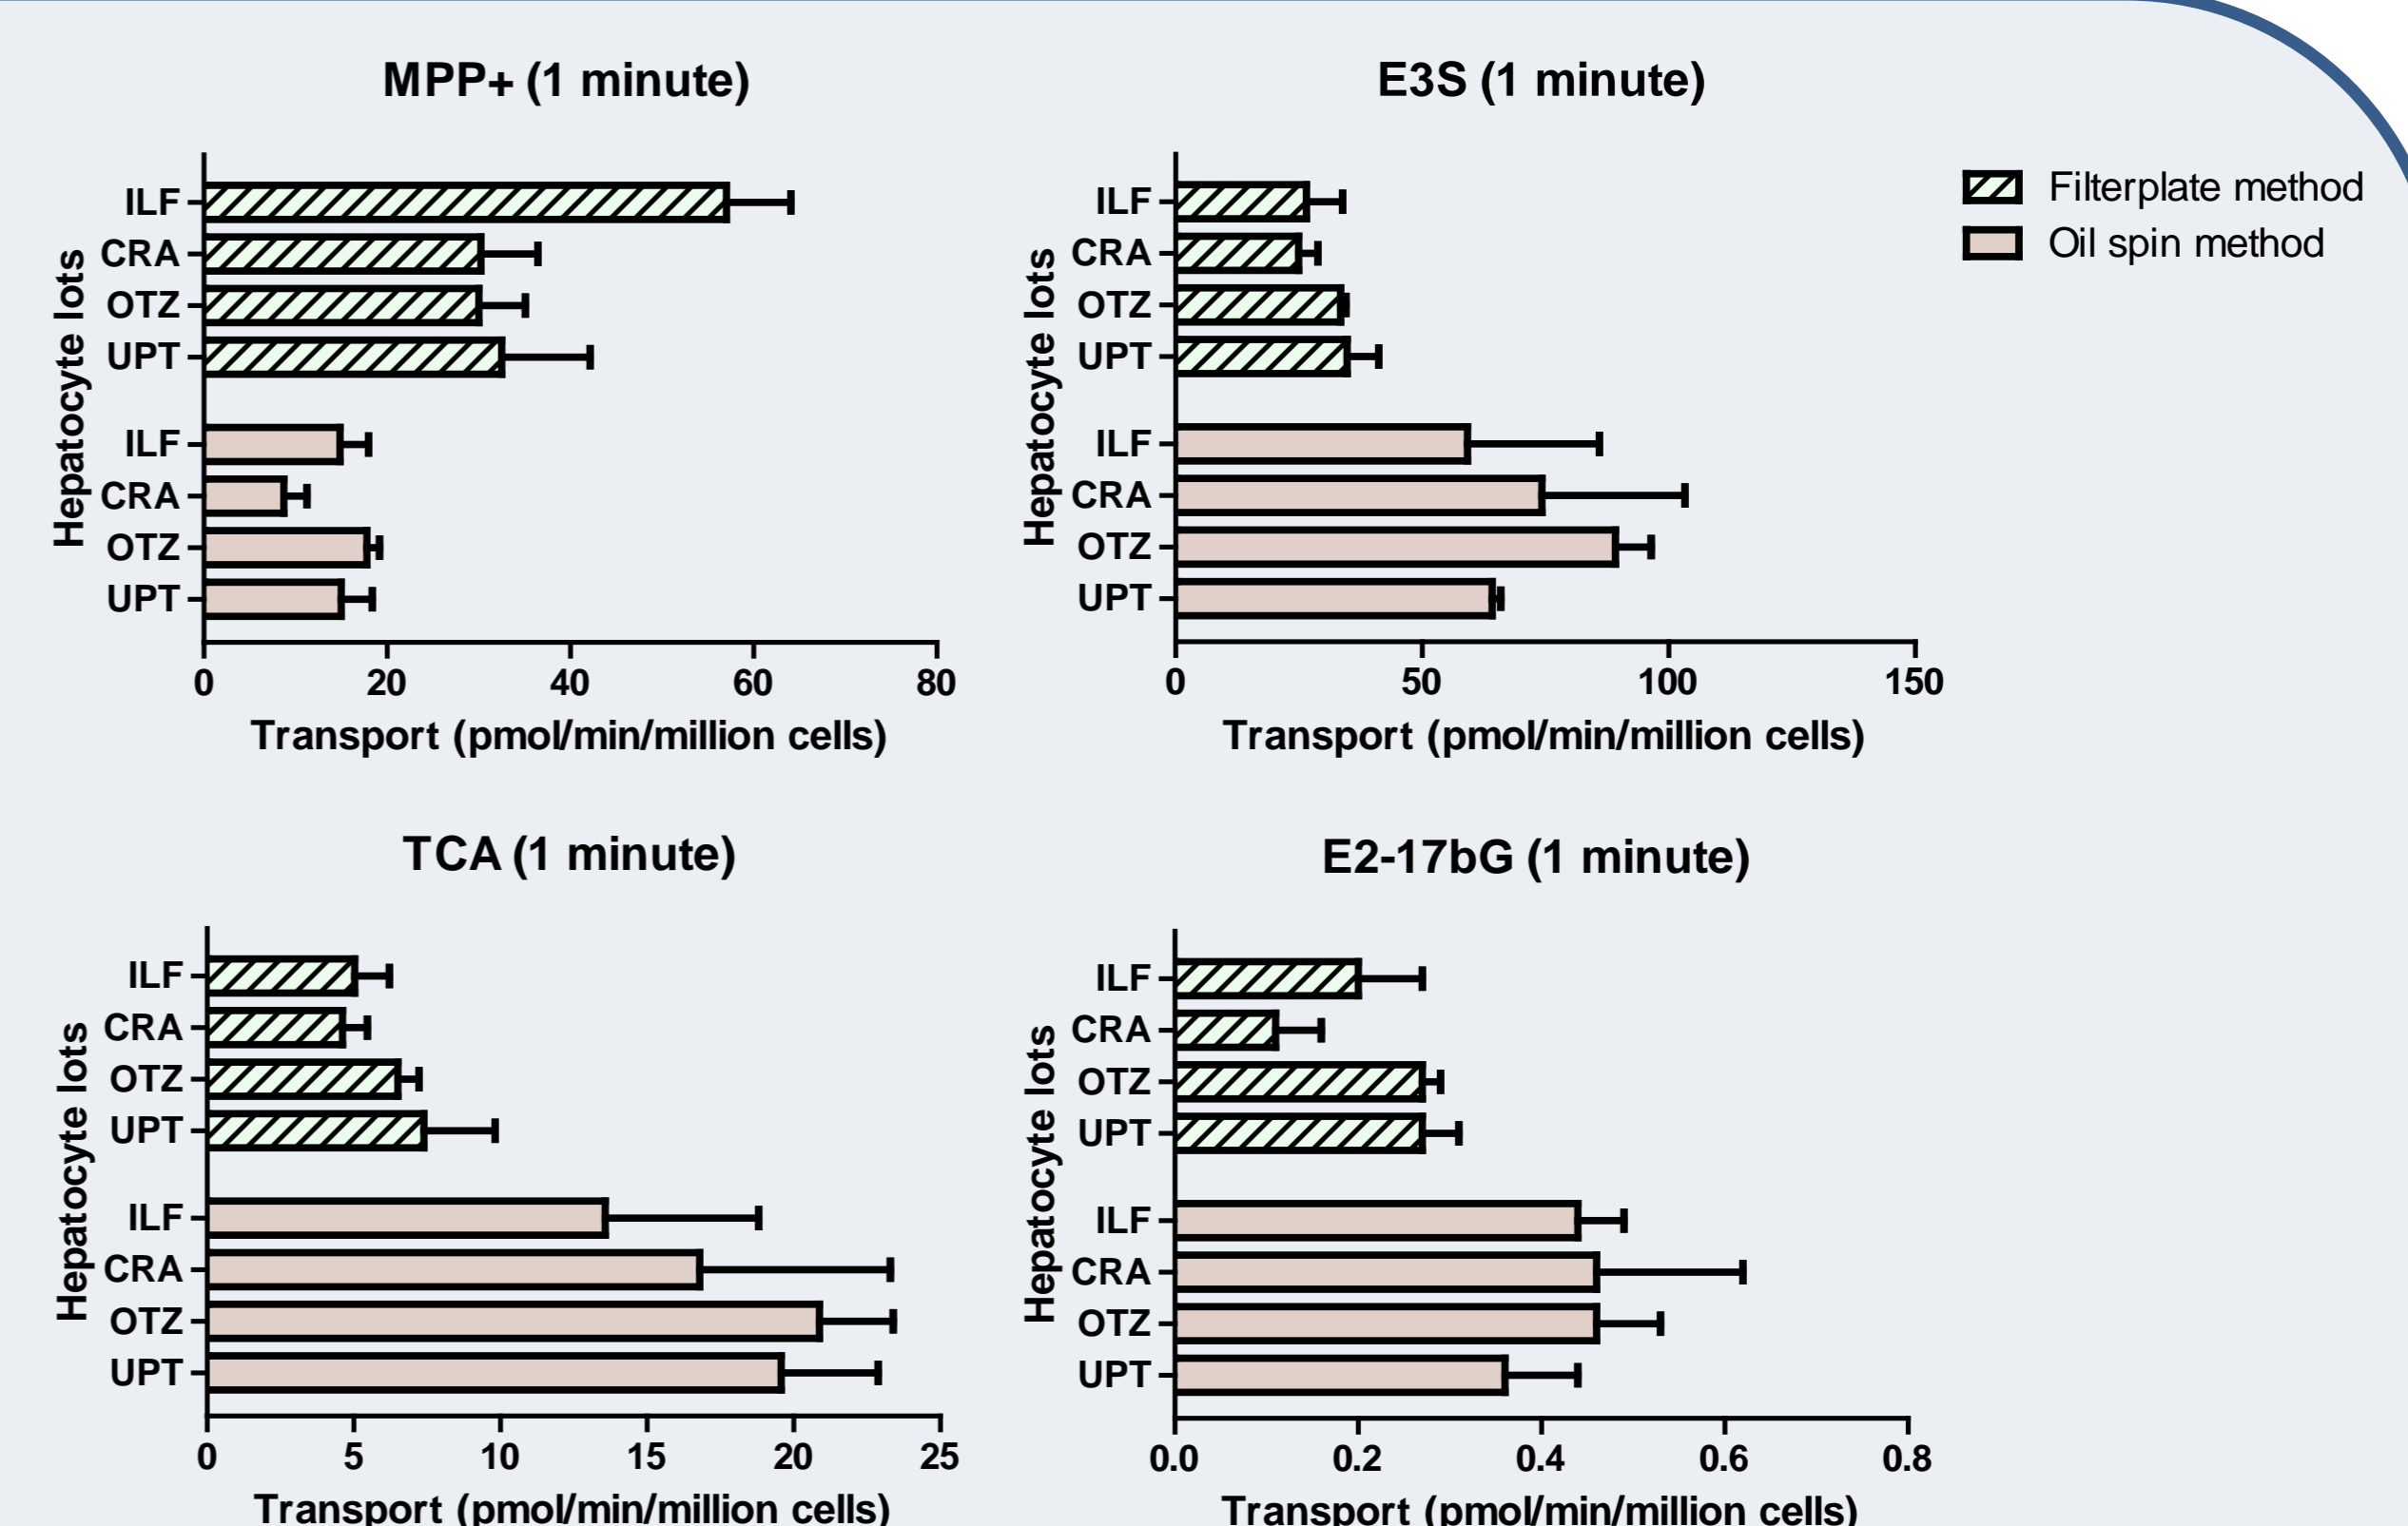 MPP+ (1 minute)
Hepatocyte lots
ILF
CRA
OTZ
UPT
ILF
CRA
OTZ
UPT
0 20 40 60 80
Transport (pmol/min/million cells)
E3S (1 minute)
Hepatocyte lots
ILF
CRA
OTZ
UPT
ILF
CRA
OTZ
UPT
0 50 100 150
Transport (pmol/min/million cells)
Filterplate method
Oil spin method
TCA (1 minute)
Hepatocyte lots
ILF
CRA
OTZ
UPT
ILF
CRA
OTZ
UPT
0 5 10 15 20 25
Transport (pmol/min/million cells)
E2-17bG (1 minute)
Hepatocyte lots
ILF
CRA
OTZ
UPT
ILF
CRA
OTZ
UPT
0.0 0.2 0.4 0.6 0.8
Transport (pmol/min/million cells)